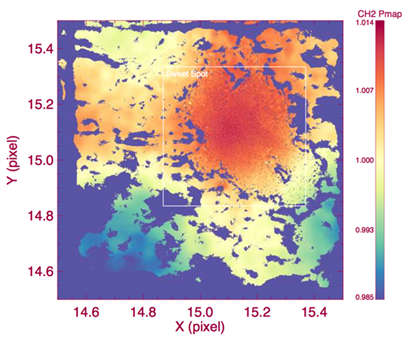 CH2 Pmap
1.014
15.4
Sweet Spot
1.007
15.2
Y (pixel)
15.0
1.000
14.8
0.993
14.6
0.985
14.6 14.8 15.0 15.2 15.4
X (pixel)